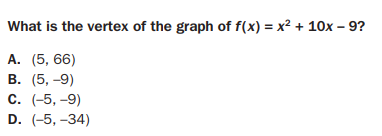 What is the vertex of the graph of f(x) = x² + 10x – 9?
A. (5, 66)
B. (5, –9)
C. (–5, –9)
D. (–5, –34)